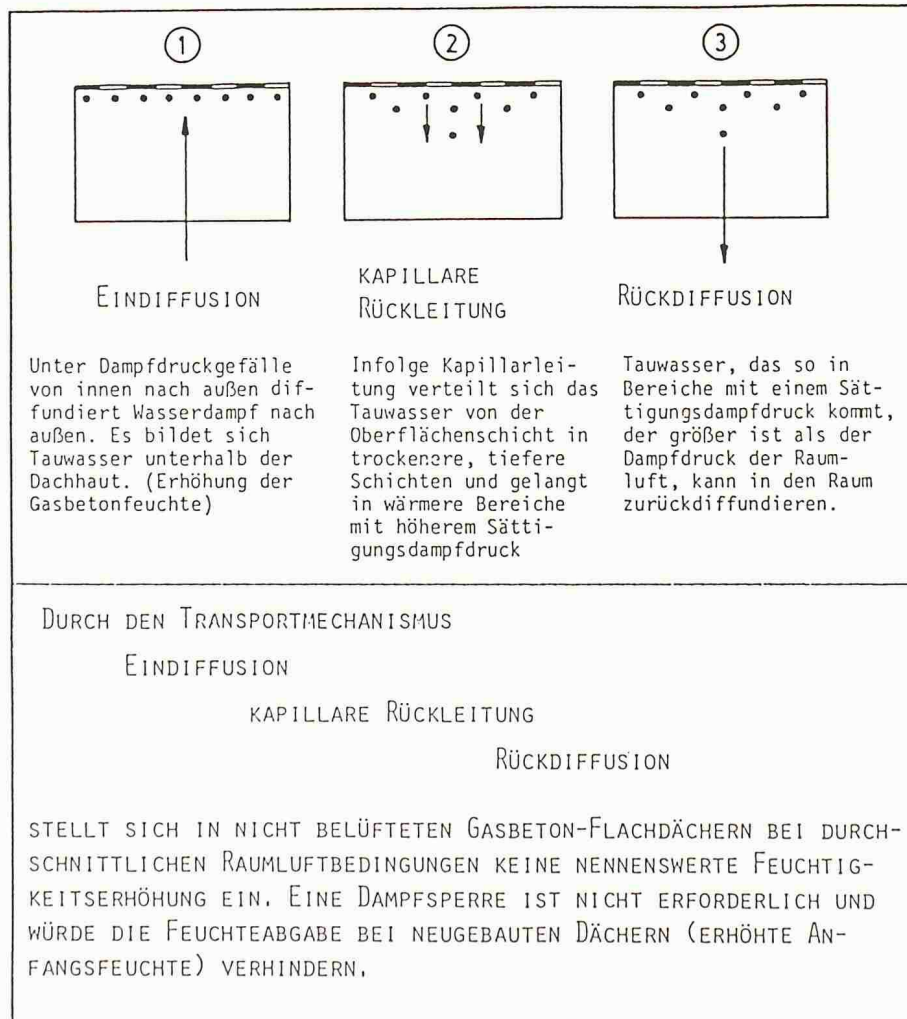 1
2
3
EINDIFFUSION
KAPILLARE
RÜCKLEITUNG
RÜCKDIFFUSION
Unter Dampfdruckgefälle
von innen nach außen dif-
fundiert Wasserdampf nach
außen. Es bildet sich
Tauwasser unterhalb der
Dachhaut. (Erhöhung der
Gasbetonfeuchte)
Infolge Kapillarlei-
tung verteilt sich das
Tauwasser von der
Oberflächenschicht in
trockenere, tiefere
Schichten und gelangt
in wärmere Bereiche
mit höherem Sätti-
gungsdampfdruck
Tauwasser, das so in
Bereiche mit einem Sät-
tigungsdampfdruck kommt,
der größer ist als der
Dampfdruck der Raum-
luft, kann in den Raum
zurückdiffundieren.
DURCH DEN TRANSPORTMECHANISMUS
EINDIFFUSION
KAPILLARE RÜCKLEITUNG
RÜCKDIFFUSION
STELLT SICH IN NICHT BELÜFTETEN GASBETON-FLACHDÄCHERN BEI DURCH-
SCHNITTLICHEN RAUMLUFTBEDINGUNGEN KEINE NENNENSWERTE FEUCHTIG-
KEITSERHÖHUNG EIN. EINE DAMPFSPERRE IST NICHT ERFORDERLICH UND
WÜRDE DIE FEUCHTEABGABE BEI NEUGEBAUTEN DÄCHERN (ERHÖHTE AN-
FANGSFEUCHTE) VERHINDERN.